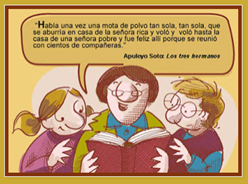 "Había una vez una mota de polvo tan sola, tan sola, que
se aburría en casa de la señora rica y voló y voló hasta la
casa de una señora pobre y fue feliz allí porque se reunió
con cientos de compañeras."
Apuleyo Soto: Los tres hermanos